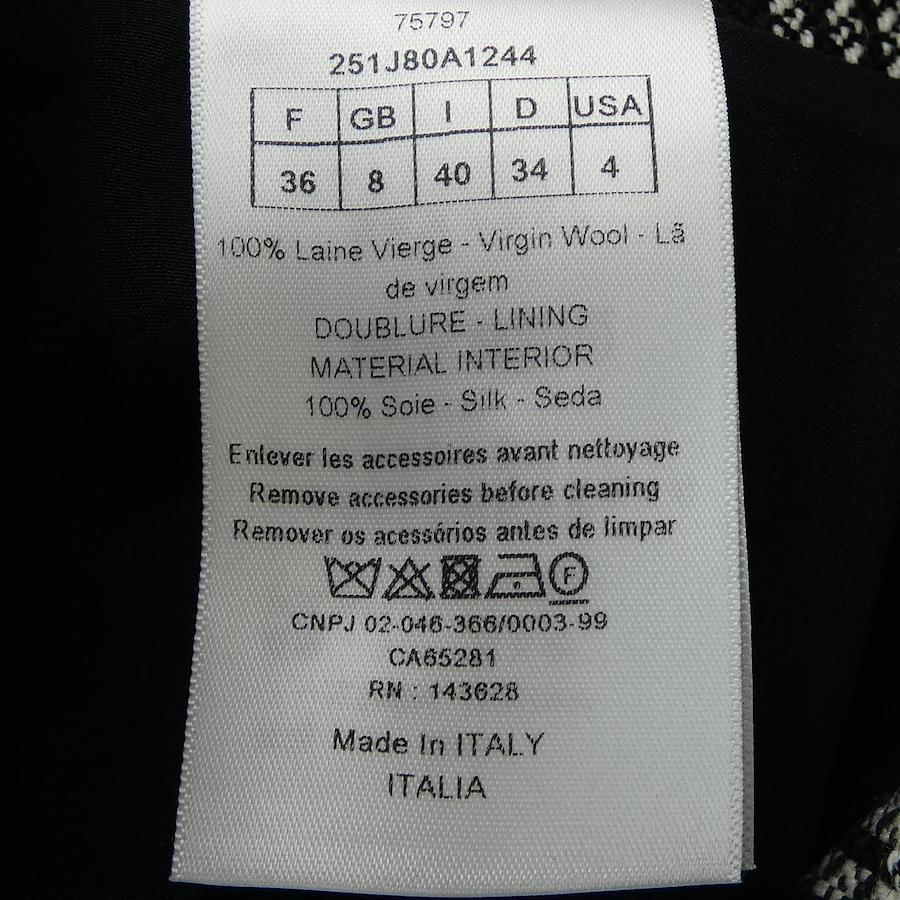 75797
251J80A1244
F GB I D USA
36 8 40 34 4
100% Laine Vierge - Virgin Wool - Lã
de virgem
DOUBLURE - LINING
MATERIAL INTERIOR
100% Soie - Silk - Seda
Enlever les accessoires avant nettoyage
Remove accessories before cleaning
Remover os acessórios antes de limpar
F
CNPJ 02-046-366/0003-99
CA65281
RN : 143628
Made In ITALY
ITALIA